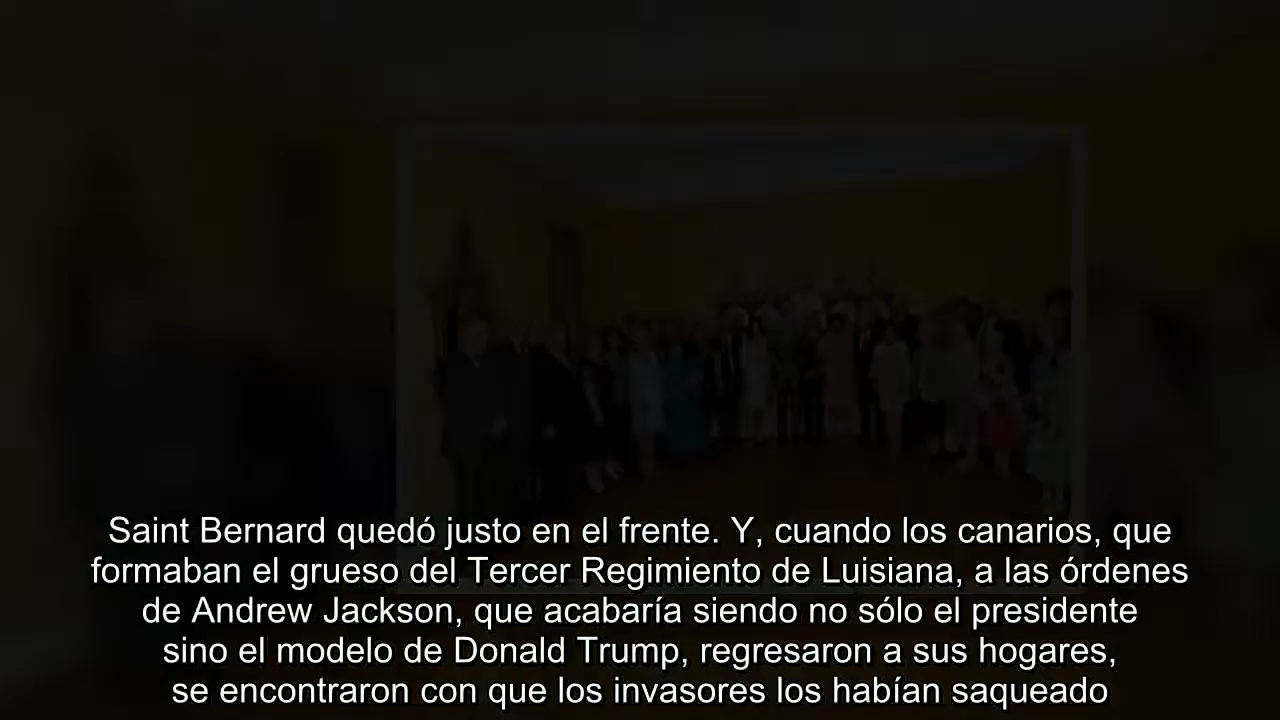 Saint Bernard quedó justo en el frente. Y, cuando los canarios, que
formaban el grueso del Tercer Regimiento de Luisiana, a las órdenes
de Andrew Jackson, que acabaría siendo no sólo el presidente
sino el modelo de Donald Trump, regresaron a sus hogares,
se encontraron con que los invasores los habían saqueado